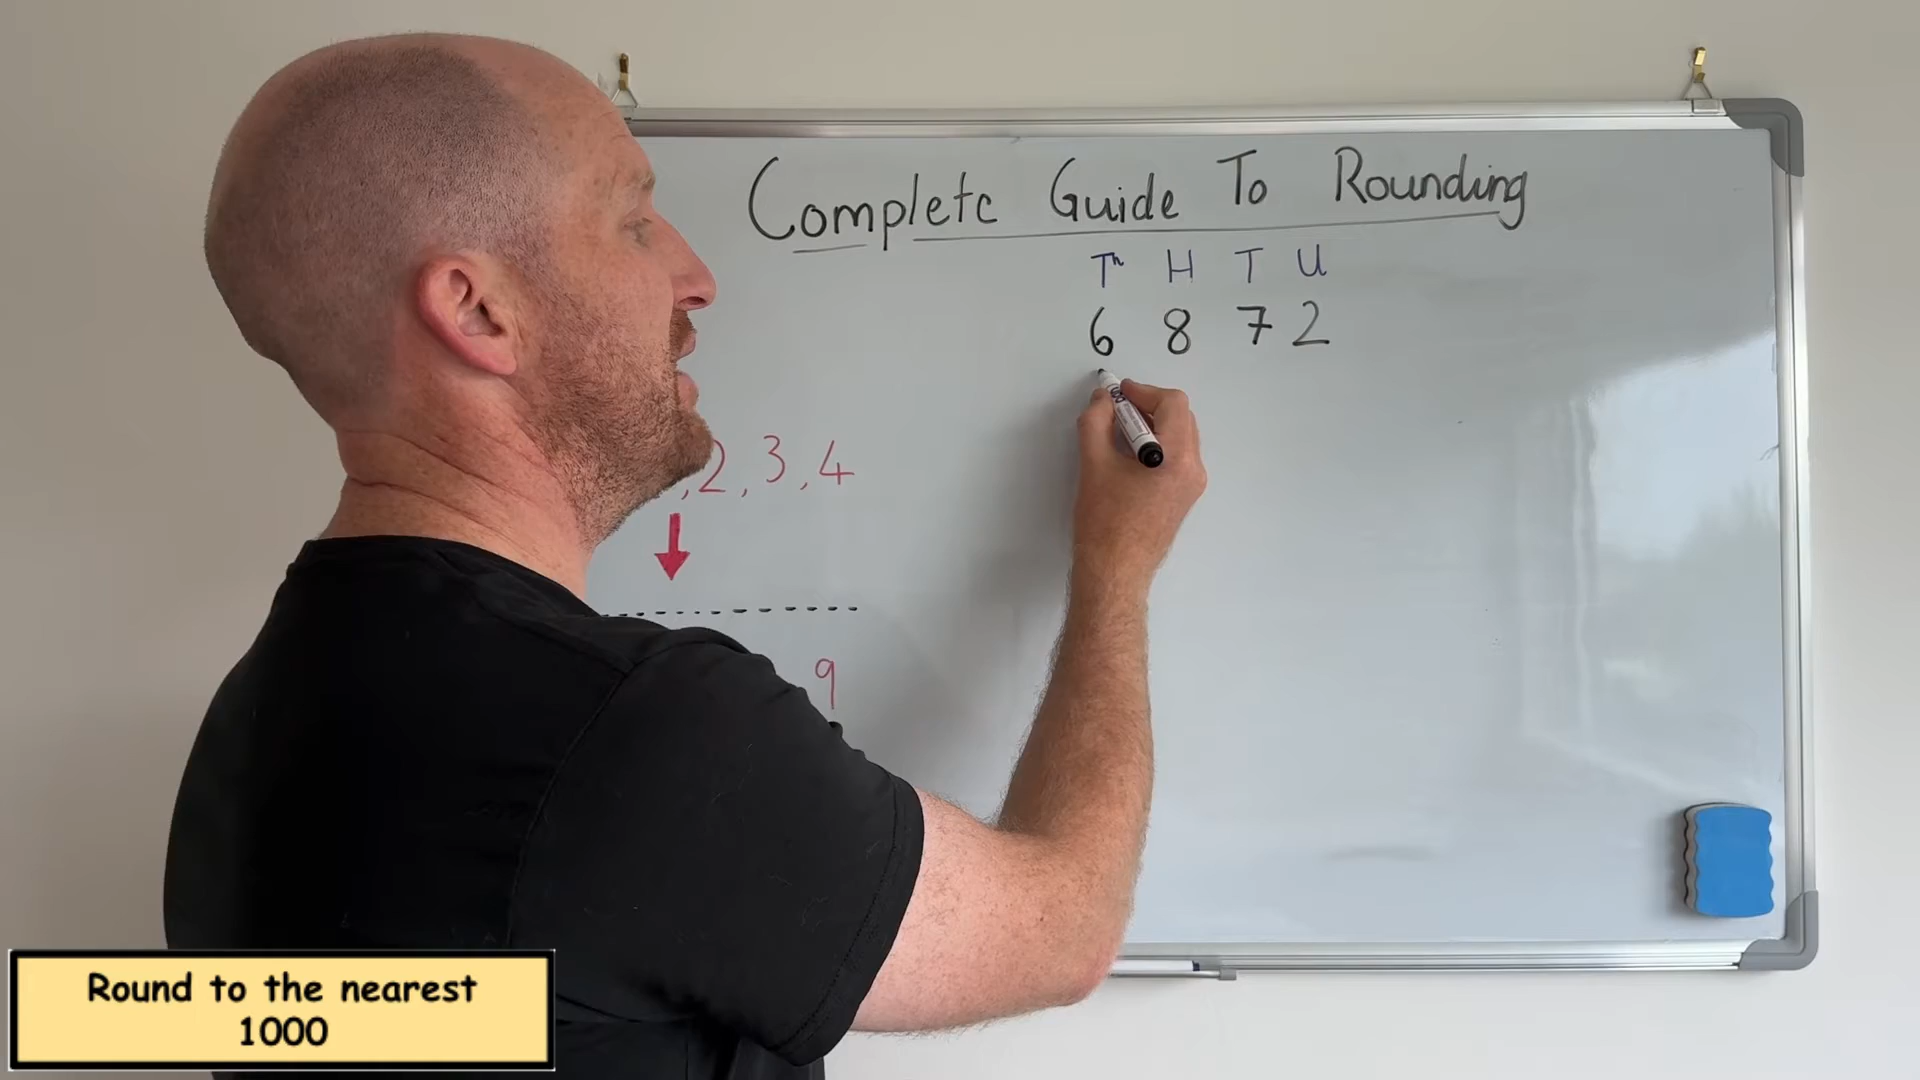 Complete Guide To Rounding
Th H T U
6 8 7 2
,2,3,4
9
Round to the nearest
1000